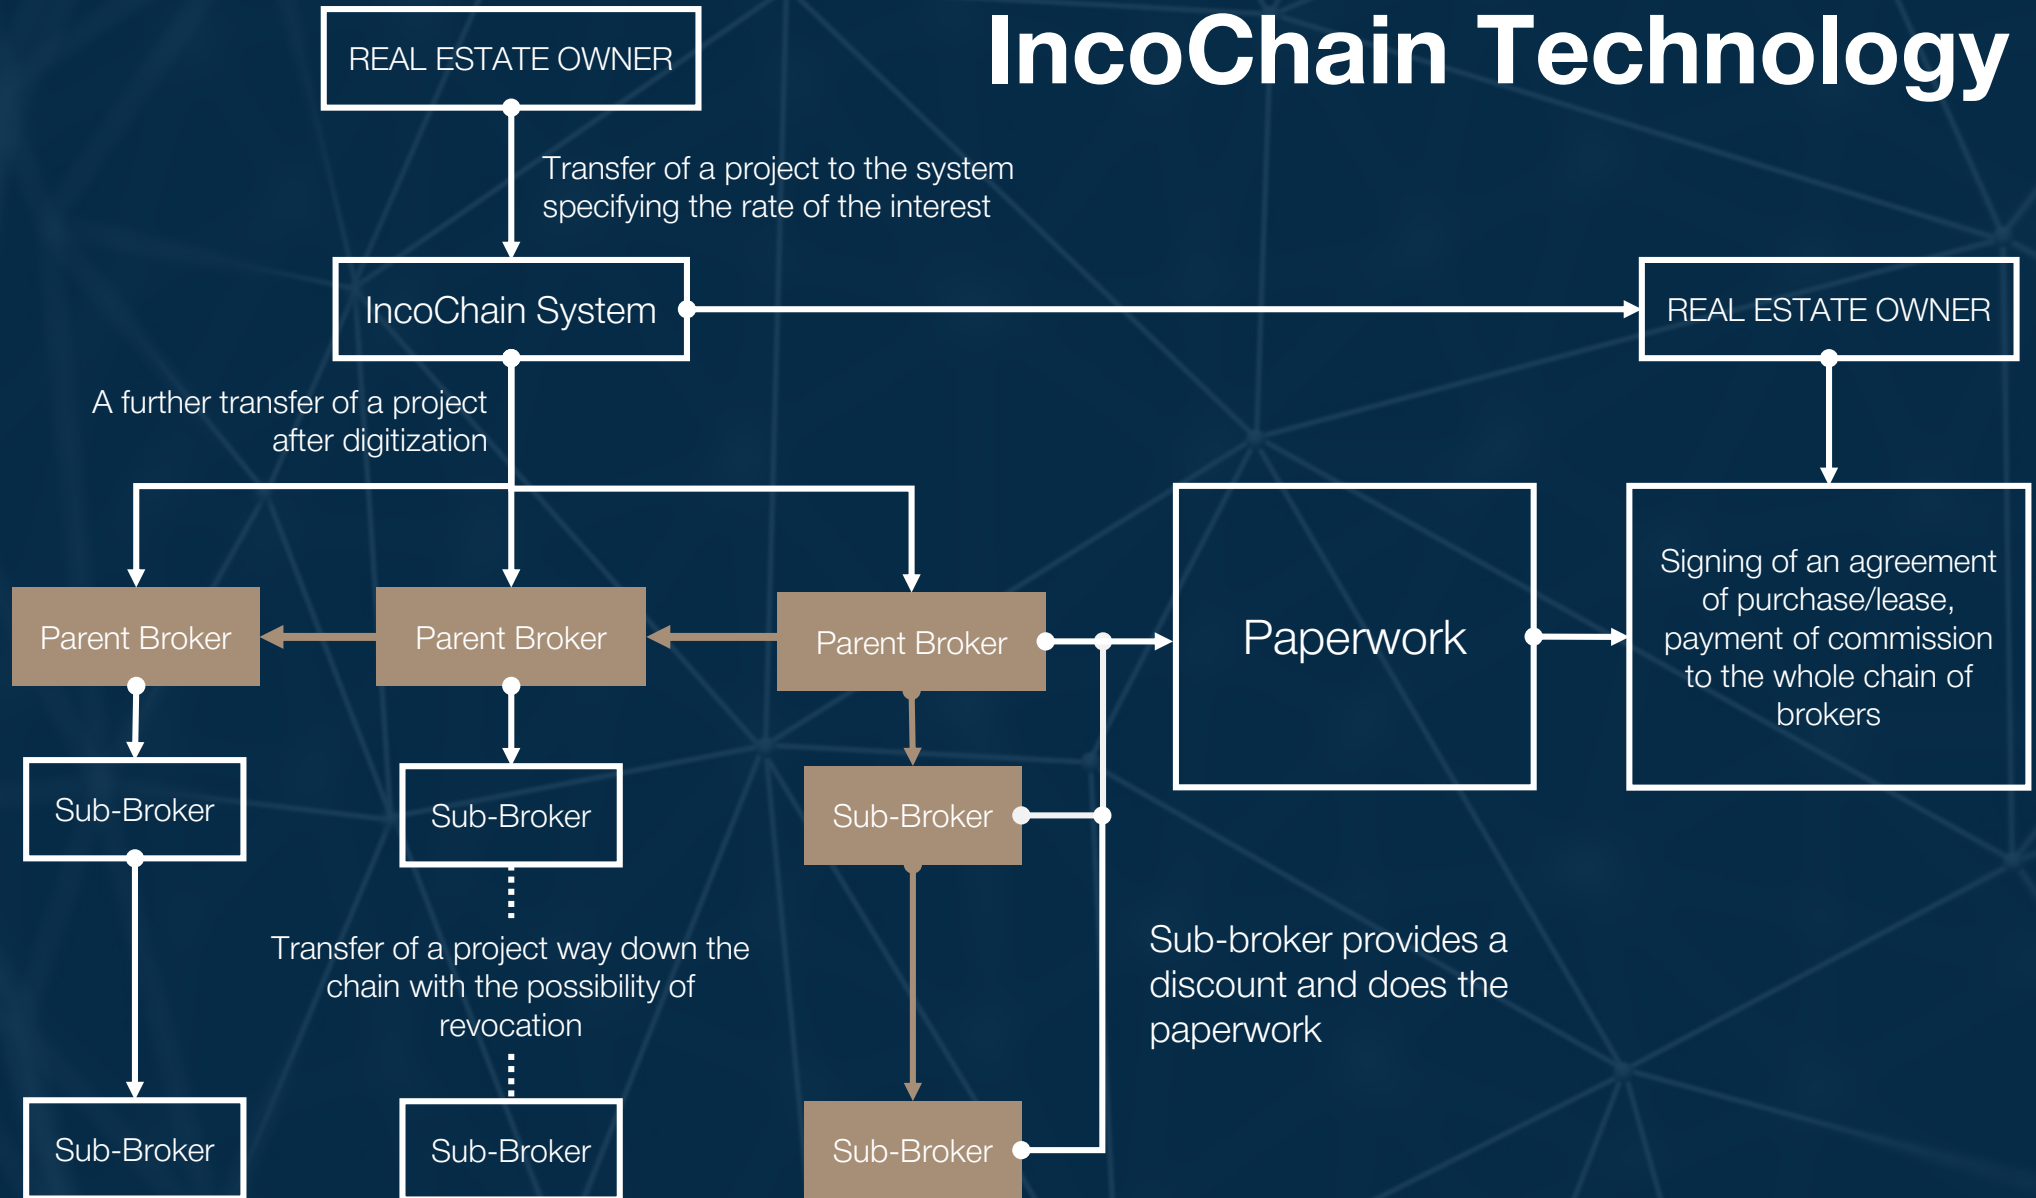 IncoChain Technology
REAL ESTATE OWNER
Transfer of a project to the system
specifying the rate of the interest
IncoChain System
REAL ESTATE OWNER
A further transfer of a project
after digitization
Parent Broker
Parent Broker
Parent Broker
Paperwork
Signing of an agreement
of purchase/lease,
payment of commission
to the whole chain of
brokers
Sub-Broker
Sub-Broker
Sub-Broker
Transfer of a project way down the
chain with the possibility of
revocation
Sub-broker provides a
discount and does the
paperwork
Sub-Broker
Sub-Broker
Sub-Broker